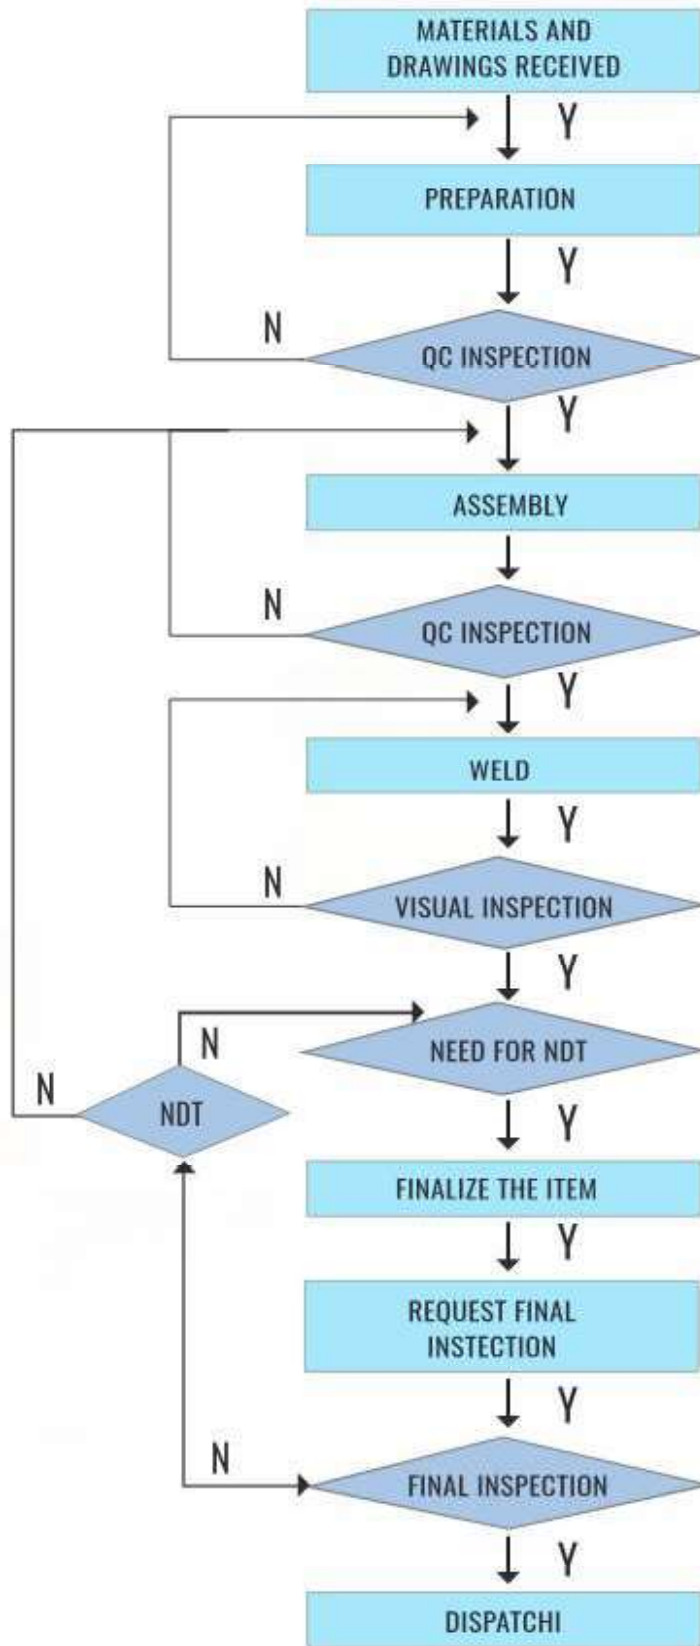 MATERIALS AND
DRAWINGS RECEIVED
Y
PREPARATION
Y
N
QC INSPECTION
Y
ASSEMBLY
N
QC INSPECTION
Y
WELD
Y
N
VISUAL INSPECTION
Y
N
NEED FOR NDT
N
NDT
Y
FINALIZE THE ITEM
Y
REQUEST FINAL
INSTECTION
Y
N
FINAL INSPECTION
Y
DISPATCHI